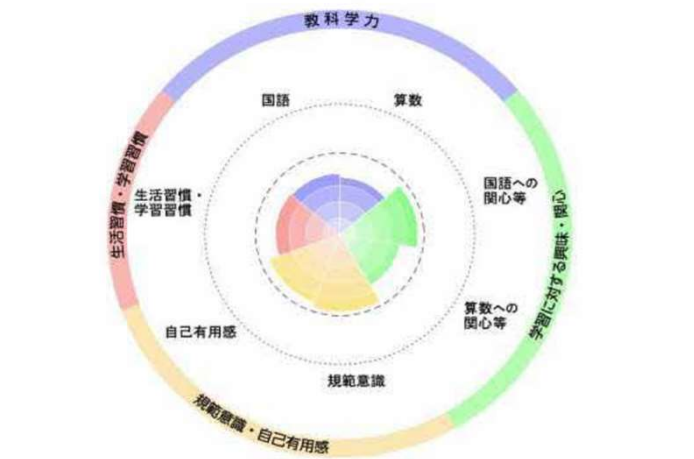 教科学力
国語
算数
生活習慣・学習習慣
生活習慣・
学習習慣
国語への
関心等
学習に対する興味・関心
算数への
関心等
自己有用感
規範意識
規範意識・自己有用感